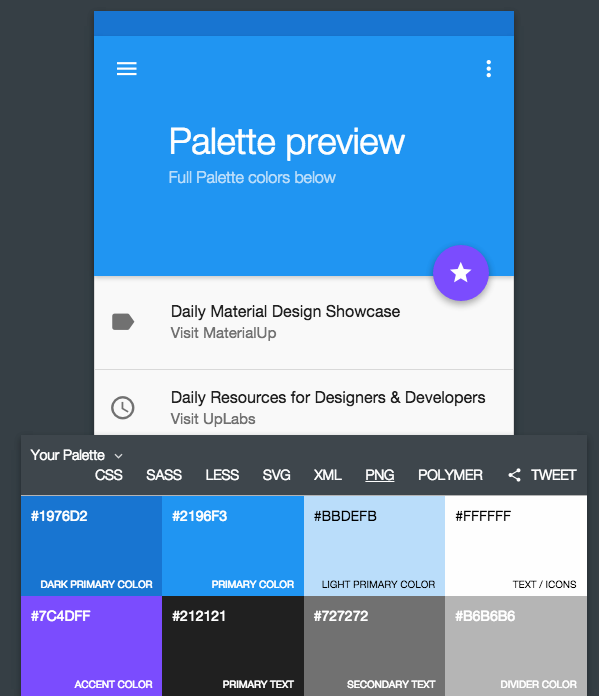 Palette preview
Full Palette colors below
Daily Material Design Showcase
Visit MaterialUp
Daily Resources for Designers & Developers
Visit UpLabs
Your Palette
CSS SASS LESS SVG XML PNG POLYMER TWEET
#1976D2 #2196F3 #BBDEFB #FFFFFF
DARK PRIMARY COLOR PRIMARY COLOR LIGHT PRIMARY COLOR TEXT / ICONS
#7C4DFF #212121 #727272 #B6B6B6
ACCENT COLOR PRIMARY TEXT SECONDARY TEXT DIVIDER COLOR